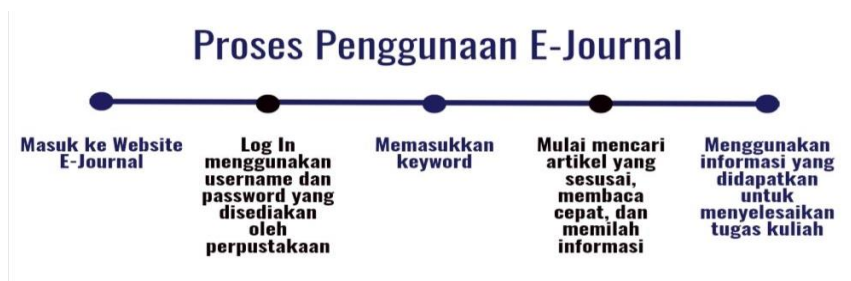 Proses Penggunaan E-Journal
Masuk ke Website
E-Journal
Log In
menggunakan
username dan
password yang
disediakan
oleh
perpustakaan
Memasukkan
keyword
Mulai mencari
artikel yang
sesusai,
membaca
cepat, dan
memilah
informasi
Menggunakan
informasi yang
didapatkan
untuk
menyelesaikan
tugas kuliah